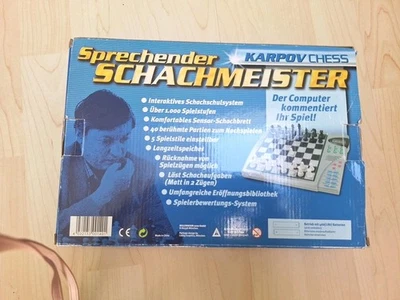 Sprechender
KARPOV CHESS
SCHACHMEISTER
Interaktives Schachschulsystem
Über 1.000 Spielstufen
Komfortables Sensor-Schachbrett
40 berühmte Partien zum Nachspielen
5 Spielstile einstellbar
Langzeitspeicher
Rücknahme von
Spielzügen möglich
Löst Schachaufgaben
(Matt in 2 Zügen)
Umfangreiche Eröffnungsbibliothek
Spielerbewertungs-System
Der Computer
kommentiert
Ihr Spiel!